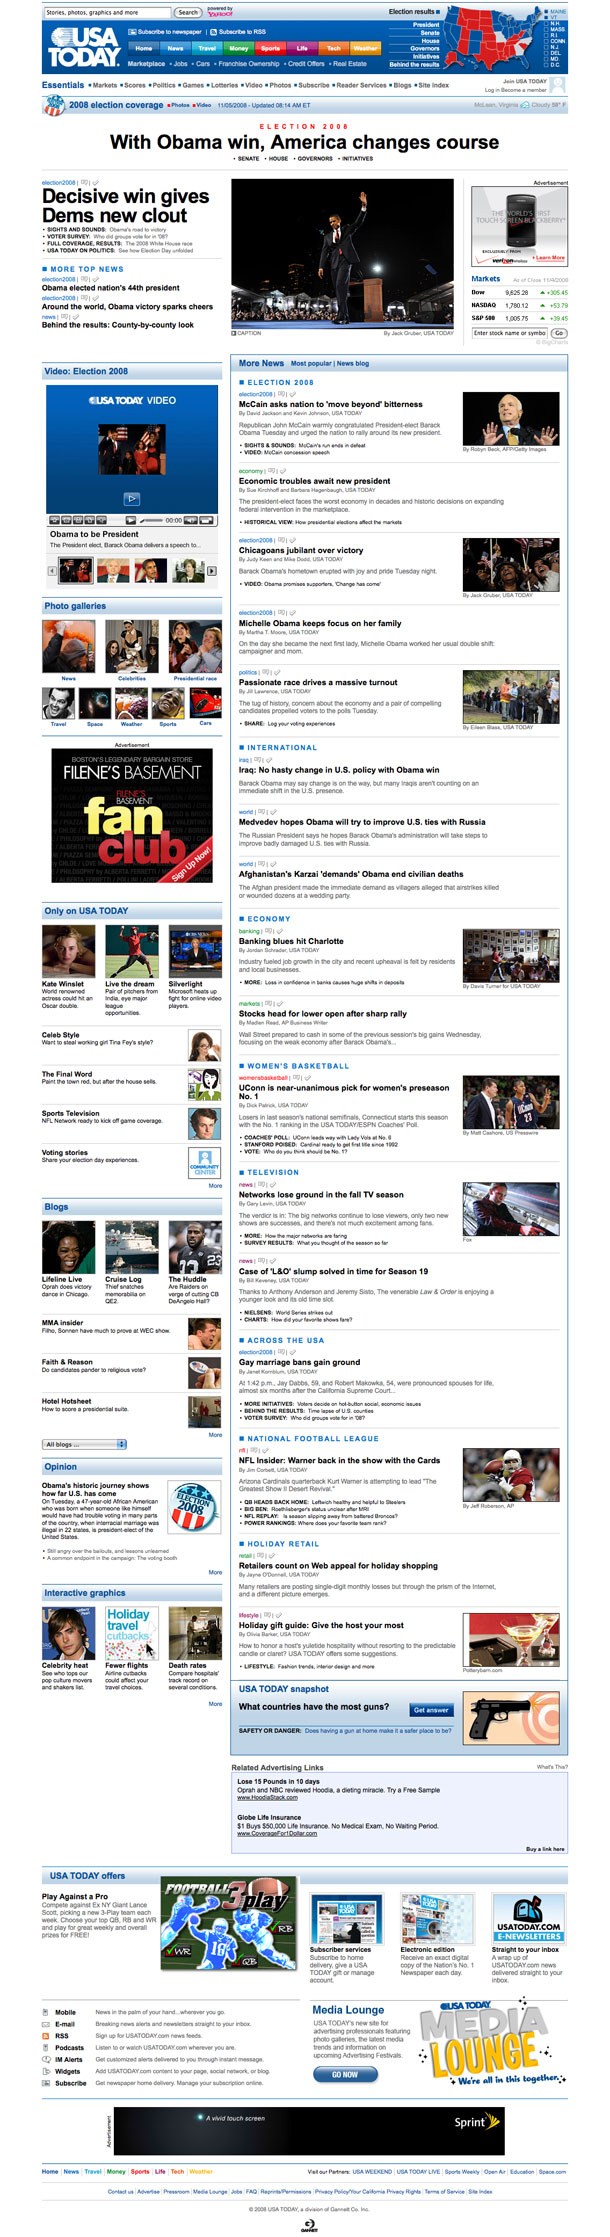 Stories, photos, graphics and more
Search
powered by
YAHOO!
Election results
President
Senate
House
Governors
Initiatives
Behind the results
MAINE
VT.
N.H.
MASS
R.I.
CONN.
N.J.
DEL.
MD.
D.C.
USA TODAY.
Subscribe to newspaper | Subscribe to RSS
Home News Travel Money Sports Life Tech Weather
Marketplace Jobs Cars Franchise Ownership Credit Offers Real Estate
Essentials Markets Scores Politics Games Lotteries Video Photos Subscribe Reader Services Blogs Site Index
Join USA TODAY
Log in Become a member
2008 election coverage Photos Video 11/05/2008 - Updated 08:14 AM ET
McLean, Virginia Cloudy 58° F
ELECTION 2008
With Obama win, America changes course
SENATE HOUSE GOVERNORS INITIATIVES
election2008
Decisive win gives
Dems new clout
SIGHTS AND SOUNDS: Obama's road to victory
VOTER SURVEY: Who did groups vote for in '08?
FULL COVERAGE, RESULTS: The 2008 White House race
USA TODAY ON POLITICS: See how Election Day unfolded
MORE TOP NEWS
election2008
Obama elected nation's 44th president
election2008
Around the world, Obama victory sparks cheers
news
Behind the results: County-by-county look
CAPTION
By Jack Gruber, USA TODAY
Advertisement
THE WORLD'S FIRST
TOUCH SCREEN BLACKBERRY
EXCLUSIVELY FROM
verizonwireless
Learn More
Markets As of Close 11/4/2008
Dow 9,625.28 +305.45
NASDAQ 1,780.12 +53.79
S&P 500 1,005.75 +39.45
Enter stock name or symbo Go
© BigCharts
Video: Election 2008
USA TODAY VIDEO
00:00
Obama to be President
The President elect, Barack Obama delivers a speech to...
Photo galleries
News Celebrities Presidential race
Travel Space Weather Sports Cars
Advertisement
BOSTON'S LEGENDARY BARGAIN STORE
FILENE'S BASEMENT
FILENE'S
BASEMENT
fan
club
Sign Up Now!
Only on USA TODAY
Kate Winslet
World renowned
actress could hit an
Oscar double.
Live the dream
Pair of pitchers from
India, eye major
league
opportunities.
Silverlight
Microsoft heats up
fight for online video
players.
Celeb Style
Want to steal working girl Tina Fey's style?
The Final Word
Paint the town red, but after the house sells.
Sports Television
NFL Network ready to kick off game coverage.
Voting stories
Share your election day experiences.
COMMUNITY
CENTER
More
Blogs
Lifeline Live
Oprah does victory
dance in Chicago.
Cruise Log
Thief snatches
memorabilia on
QE2.
The Huddle
Are Raiders on
verge of cutting CB
DeAngelo Hall?
MMA insider
Filho, Sonnen have much to prove at WEC show.
Faith & Reason
Do candidates pander to religious vote?
Hotel Hotsheet
How to score a presidential suite.
More
All blogs ...
Opinion
Obama's historic journey shows
how far U.S. has come
On Tuesday, a 47-year-old African American
who was born when someone like himself
would have had trouble voting in many parts
of the country, when interracial marriage was
illegal in 22 states, is president-elect of the
United States.
ELECTION
2008
Still angry over the bailouts, and lessons unlearned
A common endpoint in the campaign: The voting booth
More
Interactive graphics
Holiday
travel
cutbacks
Celebrity heat
See who tops our
pop culture movers
and shakers list.
Fewer flights
Airline cutbacks
could affect your
travel choices.
Death rates
Compare hospitals'
track record on
several conditions.
More
More News Most popular | News blog
ELECTION 2008
election2008
McCain asks nation to 'move beyond' bitterness
By David Jackson and Kevin Johnson, USA TODAY
Republican John McCain warmly congratulated President-elect Barack
Obama Tuesday and urged the nation to rally around its new president.
SIGHTS & SOUNDS: McCain's run ends in defeat
VIDEO: McCain concession speech
By Robyn Beck, AFP/Getty Images
economy
Economic troubles await new president
By Sue Kirchhoff and Barbara Hagenbaugh, USA TODAY
The president-elect faces the worst economy in decades and historic decisions on expanding
federal intervention in the marketplace.
HISTORICAL VIEW: How presidential elections affect the markets
election2008
Chicagoans jubilant over victory
By Judy Keen and Mike Dodd, USA TODAY
Barack Obama's hometown erupted with joy and pride Tuesday night.
VIDEO: Obama promises supporters, 'Change has come'
By Jack Gruber, USA TODAY
election2008
Michelle Obama keeps focus on her family
By Martha T. Moore, USA TODAY
On the day she became the next first lady, Michelle Obama worked her usual double shift:
campaigner and mom.
politics
Passionate race drives a massive turnout
By Jill Lawrence, USA TODAY
The tug of history, concern about the economy and a pair of compelling
candidates propelled voters to the polls Tuesday.
SHARE: Log your voting experiences
By Eileen Blass, USA TODAY
INTERNATIONAL
iraq
Iraq: No hasty change in U.S. policy with Obama win
Barack Obama may say change is on the way, but many Iraqis aren't counting on an
immediate shift in the U.S. presence.
world
Medvedev hopes Obama will try to improve U.S. ties with Russia
The Russian President says he hopes Barack Obama's administration will take steps to
improve badly damaged U.S. ties with Russia.
world
Afghanistan's Karzai 'demands' Obama end civilian deaths
The Afghan president made the immediate demand as villagers alleged that airstrikes killed
or wounded dozens at a wedding party.
ECONOMY
banking
Banking blues hit Charlotte
By Jordan Schrader, USA TODAY
Industry fueled job growth in the city and recent upheaval is felt by residents
and local businesses.
MORE: Loss in confidence in banks causes huge shifts in deposits
By Davis Turner for USA TODAY
markets
Stocks head for lower open after sharp rally
By Madlen Read, AP Business Writer
Wall Street prepared to cash in some of the previous session's big gains Wednesday,
focusing on the weak economy after Barack Obama's...
WOMEN'S BASKETBALL
womensbasketball
UConn is near-unanimous pick for women's preseason
No. 1
By Dick Patrick, USA TODAY
Losers in last season's national semifinals, Connecticut starts this season
with the No. 1 ranking in the USA TODAY/ESPN Coaches' Poll.
COACHES' POLL: UConn leads way with Lady Vols at No. 6
STANFORD POISED: Cardinal ready to get first title since 1992
VOTE: Who do you think should be No. 1?
By Matt Cashore, US Presswire
TELEVISION
news
Networks lose ground in the fall TV season
By Gary Levin, USA TODAY
The verdict is in: The big networks continue to lose viewers, only two new
shows are successes, and there's not much excitement among fans.
MORE: How the major networks are faring
SURVEY RESULTS: What you thought of the season so far
Fox
news
Case of 'L&O' slump solved in time for Season 19
By Bill Keveney, USA TODAY
Thanks to Anthony Anderson and Jeremy Sisto, The venerable Law & Order is enjoying a
younger look and its old time slot.
NIELSENS: World Series strikes out
CHARTS: How did your favorite shows fare?
ACROSS THE USA
election2008
Gay marriage bans gain ground
By Janet Kornblum, USA TODAY
At 1:42 p.m., Jay Dabbs, 59, and Robert Makowka, 54, were pronounced spouses for life,
almost six months after the California Supreme Court...
MORE INITIATIVES: Voters decide on hot-button social, economic issues
BEHIND THE RESULTS: Time lapse of U.S. counties
VOTER SURVEY: Who did groups vote for in '08?
NATIONAL FOOTBALL LEAGUE
nfl
NFL Insider: Warner back in the show with the Cards
By Jim Corbett, USA TODAY
Arizona Cardinals quarterback Kurt Warner is attempting to lead "The
Greatest Show II Desert Revival."
QB HEADS BACK HOME: Leftwich healthy and helpful to Steelers
BIG BEN: Roethlisberger's status unclear after MRI
NFL REPLAY: Is season slipping away from battered Broncos?
POWER RANKINGS: Where does your favorite team rank?
By Jeff Roberson, AP
HOLIDAY RETAIL
retail
Retailers count on Web appeal for holiday shopping
By Jayne O'Donnell, USA TODAY
Many retailers are posting single-digit monthly losses but through the prism of the Internet,
and a different picture emerges.
lifestyle
Holiday gift guide: Give the host your most
By Olivia Barker, USA TODAY
How to honor a host's yuletide hospitality without resorting to the predictable
candle or claret? USA TODAY offers some suggestions.
LIFESTYLE: Fashion trends, interior design and more
Potterybarn.com
USA TODAY snapshot
What countries have the most guns? Get answer
SAFETY OR DANGER: Does having a gun at home make it a safer place to be?
Related Advertising Links What's This?
Lose 15 Pounds in 10 days
Oprah and NBC reviewed Hoodia, a dieting miracle. Try a Free Sample
www.HoodiaStack.com
Globe Life Insurance
$1 Buys $50,000 Life Insurance. No Medical Exam, No Waiting Period.
www.CoverageFor1Dollar.com
Buy a link here
USA TODAY offers
Play Against a Pro
Compete against Ex NY Giant Lance
Scott, picking a new 3-Play team each
week. Choose your top QB, RB and WR
and play for great weekly and overall
prizes for FREE!
FOOTBALL
3play
WR QB RB
Subscriber services
Subscribe to home
delivery, give a USA
TODAY gift or manage
account.
Electronic edition
Receive an exact digital
copy of the Nation's No. 1
Newspaper each day.
USATODAY.COM
E-NEWSLETTERS
Straight to your inbox
A wrap up of
USATODAY.com news
delivered straight to your
inbox.
Mobile News in the palm of your hand...wherever you go.
E-mail Breaking news alerts and newsletters straight to your inbox.
RSS Sign up for USATODAY.com news feeds.
Podcasts Listen to or watch USATODAY.com wherever you are.
IM Alerts Get customized alerts delivered to you through instant message.
Widgets Add USATODAY.com content to your page, social network, or blog.
Subscribe Get newspaper home delivery. Manage your subscription online.
Media Lounge
USA TODAY's new site for
advertising professionals featuring
photo galleries, the latest media
trends and information on
upcoming Advertising Festivals.
GO NOW
USA TODAY
MEDIA
LOUNGE
We're all in this together.
Advertisement
A vivid touch screen
Sprint
Home News Travel Money Sports Life Tech Weather
Visit our Partners: USA WEEKEND USA TODAY LIVE Sports Weekly Open Air Education Space.com
Contact us Advertise Pressroom Media Lounge Jobs FAQ Reprints/Permissions Privacy Policy/Your California Privacy Rights Terms of Service Site Index
© 2008 USA TODAY, a division of Gannett Co. Inc.
GANNETT